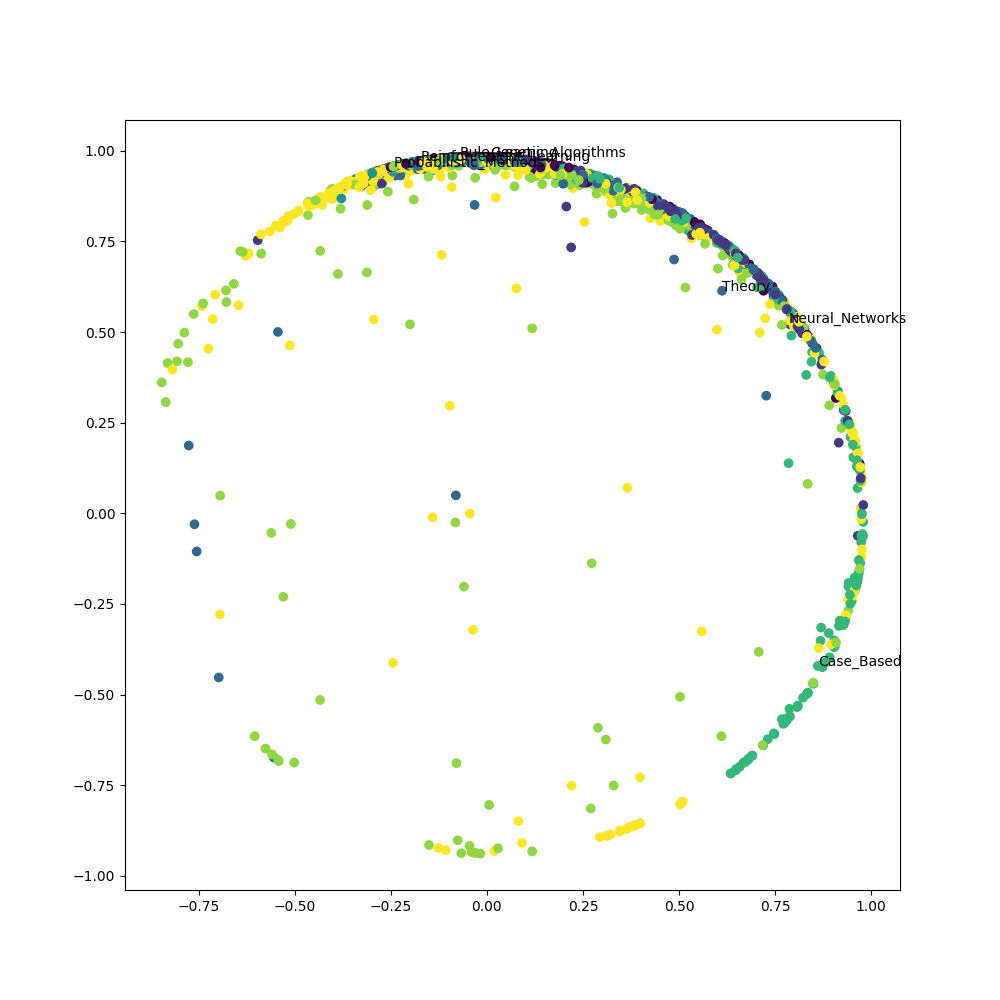 1.00
0.75
0.50
0.25
0.00
−0.25
−0.50
−0.75
−1.00
Rule_Learning
Genetic_Algorithms
Reinforcement_Learning
Probabilistic_Methods
Theory
Neural_Networks
Case_Based
−0.75
−0.50
−0.25
0.00
0.25
0.50
0.75
1.00